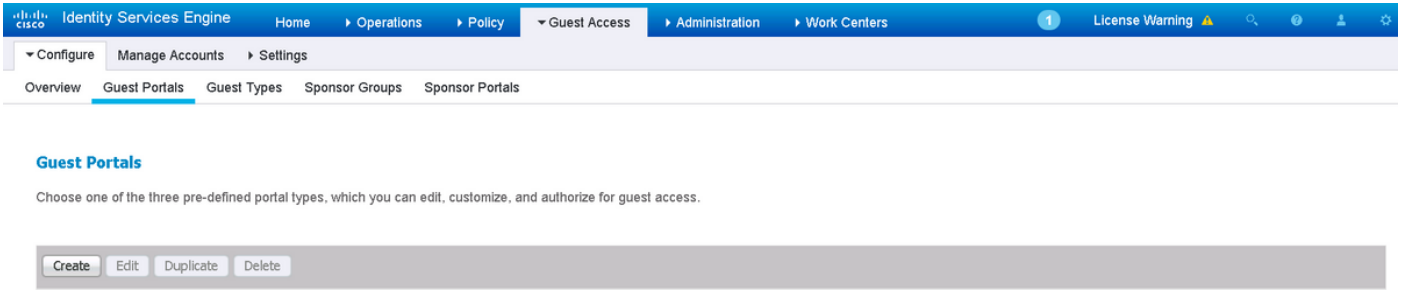 cisco Identity Services Engine Home Operations Policy Guest Access Administration Work Centers 1 License Warning
Configure Manage Accounts Settings
Overview Guest Portals Guest Types Sponsor Groups Sponsor Portals
Guest Portals
Choose one of the three pre-defined portal types, which you can edit, customize, and authorize for guest access.
Create Edit Duplicate Delete